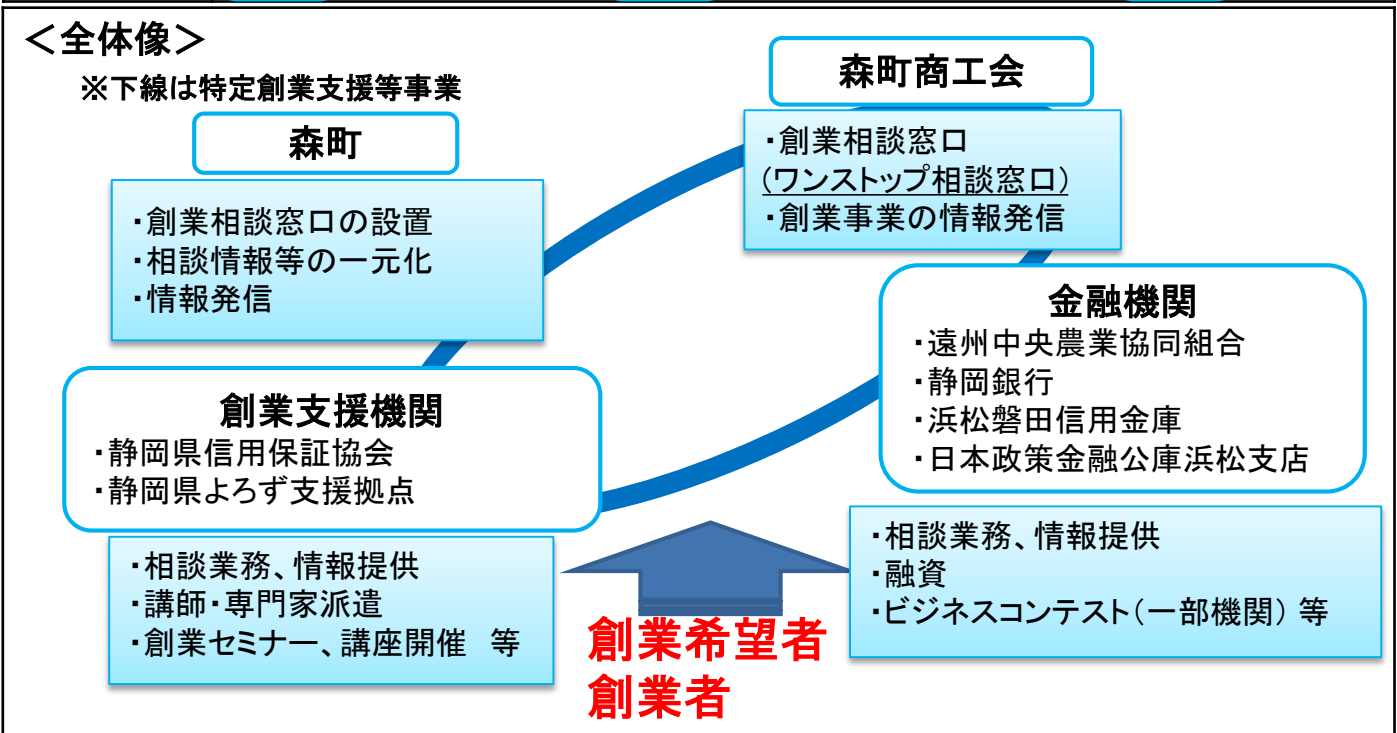 ＜全体像＞
※下線は特定創業支援等事業
森町
・創業相談窓口の設置
・相談情報等の一元化
・情報発信
森町商工会
・創業相談窓口
(ワンストップ相談窓口)
・創業事業の情報発信
創業支援機関
・静岡県信用保証協会
・静岡県よろず支援拠点
・相談業務、情報提供
・講師・専門家派遣
・創業セミナー、講座開催　等
金融機関
・遠州中央農業協同組合
・静岡銀行
・浜松磐田信用金庫
・日本政策金融公庫浜松支店
・相談業務、情報提供
・融資
・ビジネスコンテスト（一部機関）等
創業希望者
創業者